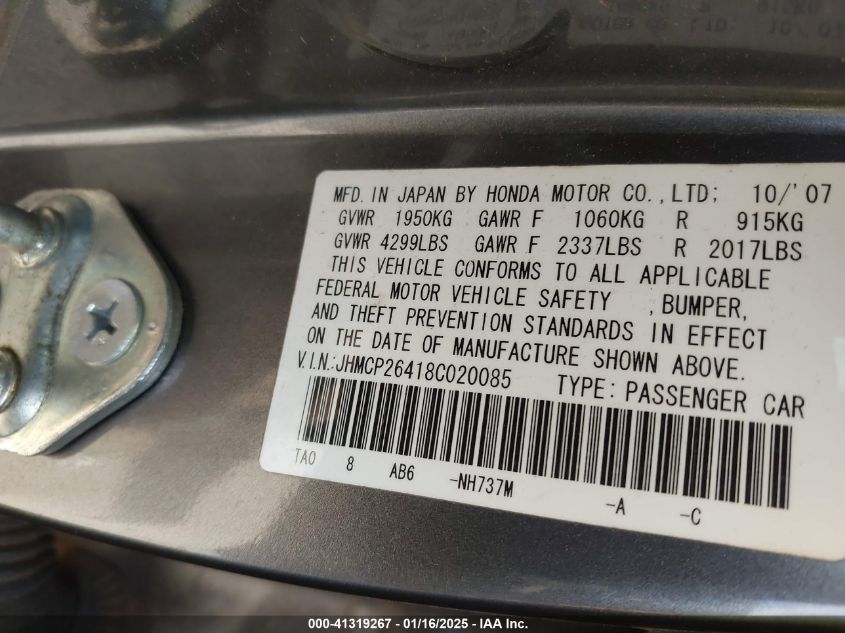 MFD. IN JAPAN BY HONDA MOTOR CO., LTD; 10/'07
GVWR 1950KG GAWR F 1060KG R 915KG
GVWR 4299LBS GAWR F 2337LBS R 2017LBS
THIS VEHICLE CONFORMS TO ALL APPLICABLE
FEDERAL MOTOR VEHICLE SAFETY , BUMPER,
AND THEFT PREVENTION STANDARDS IN EFFECT
ON THE DATE OF MANUFACTURE SHOWN ABOVE.
V.I.N.:JHMCP26418C020085 TYPE: PASSENGER CAR
TA0 8 AB6 -NH737M -A -C
000-41319267 - 01/16/2025 - IAA Inc.